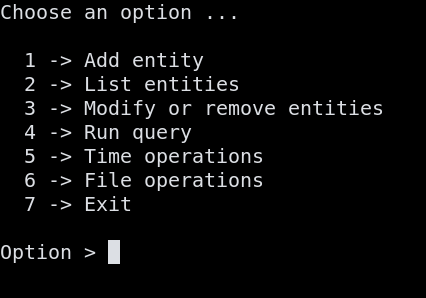 Choose an option ...
1 -> Add entity
2 -> List entities
3 -> Modify or remove entities
4 -> Run query
5 -> Time operations
6 -> File operations
7 -> Exit
Option >